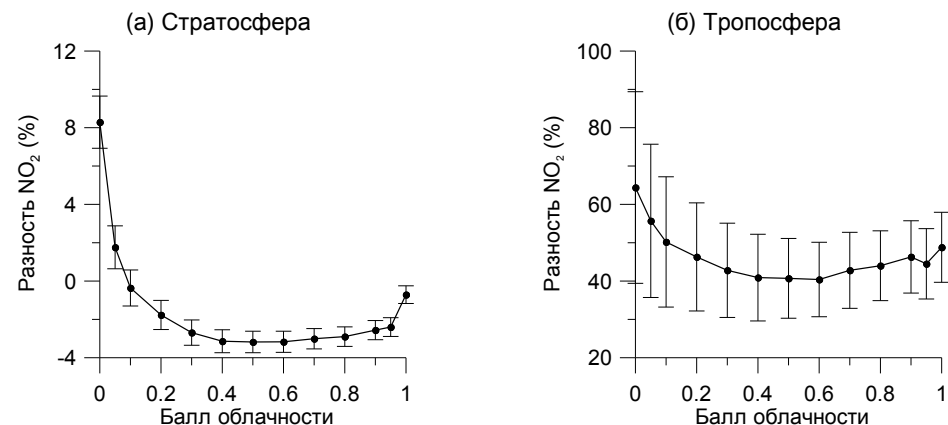 (а) Стратосфера
12
8
4
0
-4
Разность NO₂ (%)
0 0.2 0.4 0.6 0.8 1
Балл облачности
(б) Тропосфера
100
80
60
40
20
Разность NO₂ (%)
0 0.2 0.4 0.6 0.8 1
Балл облачности